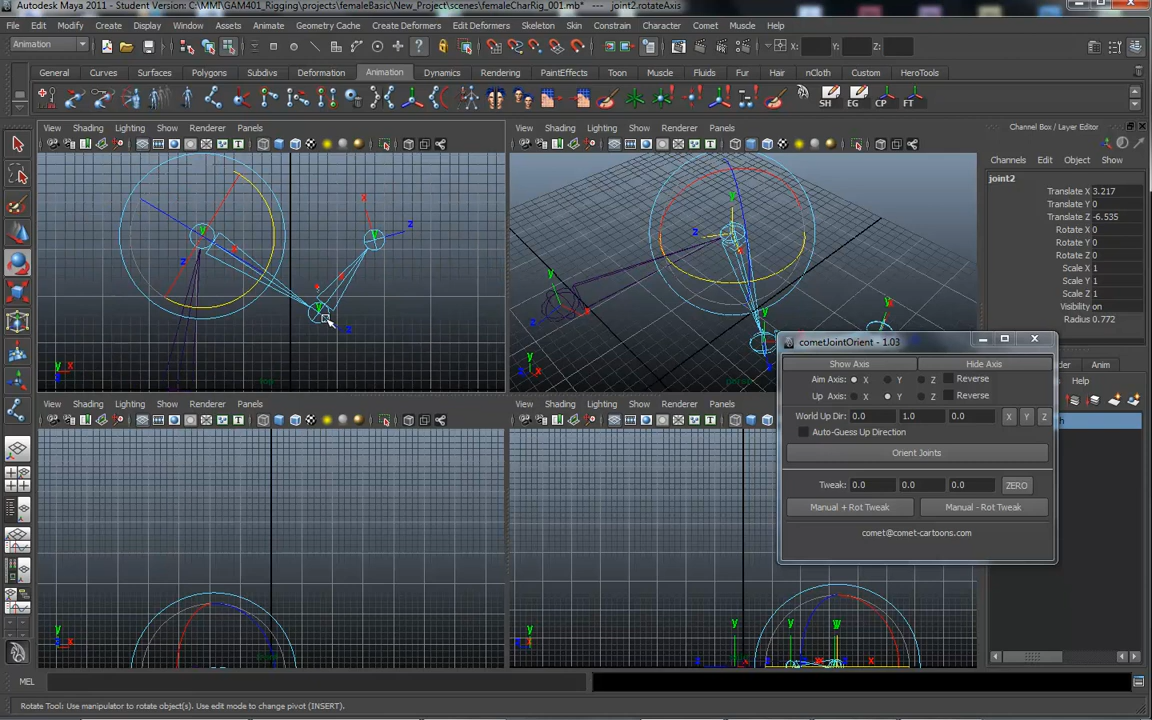 Autodesk Maya 2011 - Student Version: C:\MMI\GAM401_Rigging\projects\femaleBasic\New_Project\scenes\femaleCharRig_001.mb* --- joint2.rotateAxis
File Edit Modify Create Display Window Assets Animate Geometry Cache Create Deformers Edit Deformers Skeleton Skin Constrain Character Comet Muscle Help
Animation X: Y: Z:
General Curves Surfaces Polygons Subdivs Deformation Animation Dynamics Rendering PaintEffects Toon Muscle Fluids Fur Hair nCloth Custom HeroTools
SH EG CP FT
View Shading Lighting Show Renderer Panels
View Shading Lighting Show Renderer Panels
Channel Box / Layer Editor
Channels Edit Object Show
joint2
Translate X 3.217
Translate Y 0
Translate Z -6.535
Rotate X 0
Rotate Y 0
Rotate Z 0
Scale X 1
Scale Y 1
Scale Z 1
Visibility on
Radius 0.772
cometJointOrient - 1.03
Show Axis Hide Axis
Aim Axis: X Y Z Reverse
Up Axis: X Y Z Reverse
World Up Dir: 0.0 1.0 0.0 X Y Z
Auto-Guess Up Direction
Orient Joints
Tweak: 0.0 0.0 0.0 ZERO
Manual + Rot Tweak Manual - Rot Tweak
comet@comet-cartoons.com
Anim
Help
View Shading Lighting Show Renderer Panels
View Shading Lighting Show Renderer Panels
MEL
Rotate Tool: Use manipulator to rotate object(s). Use edit mode to change pivot (INSERT).